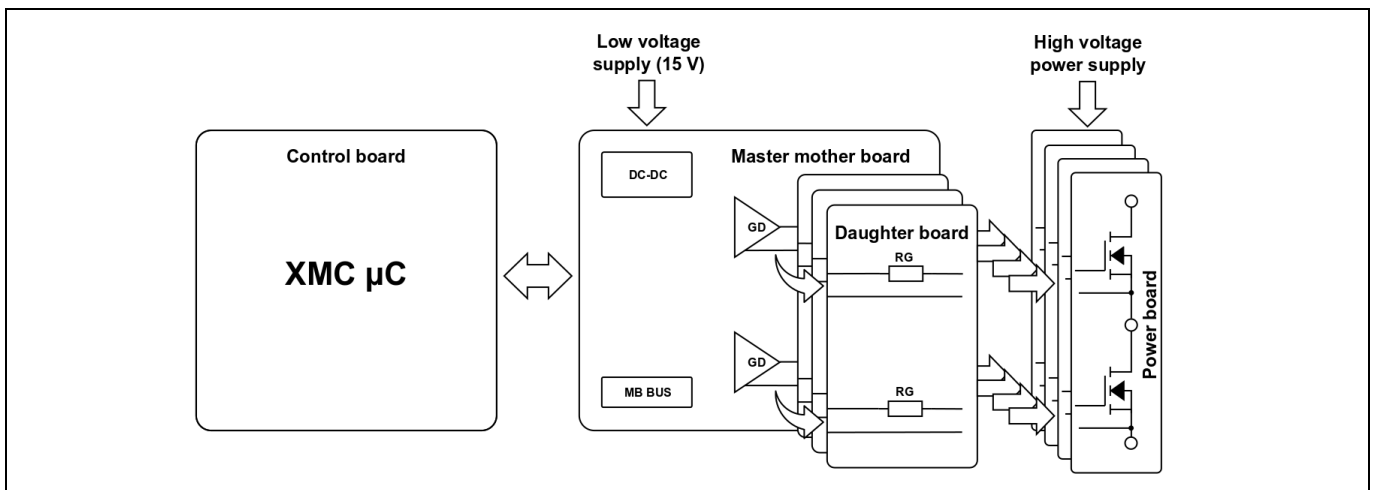 Low voltage
supply (15 V)
High voltage
power supply
Control board
XMC µC
Master mother board
DC-DC
GD
Daughter board
RG
GD
MB BUS
RG
Power board